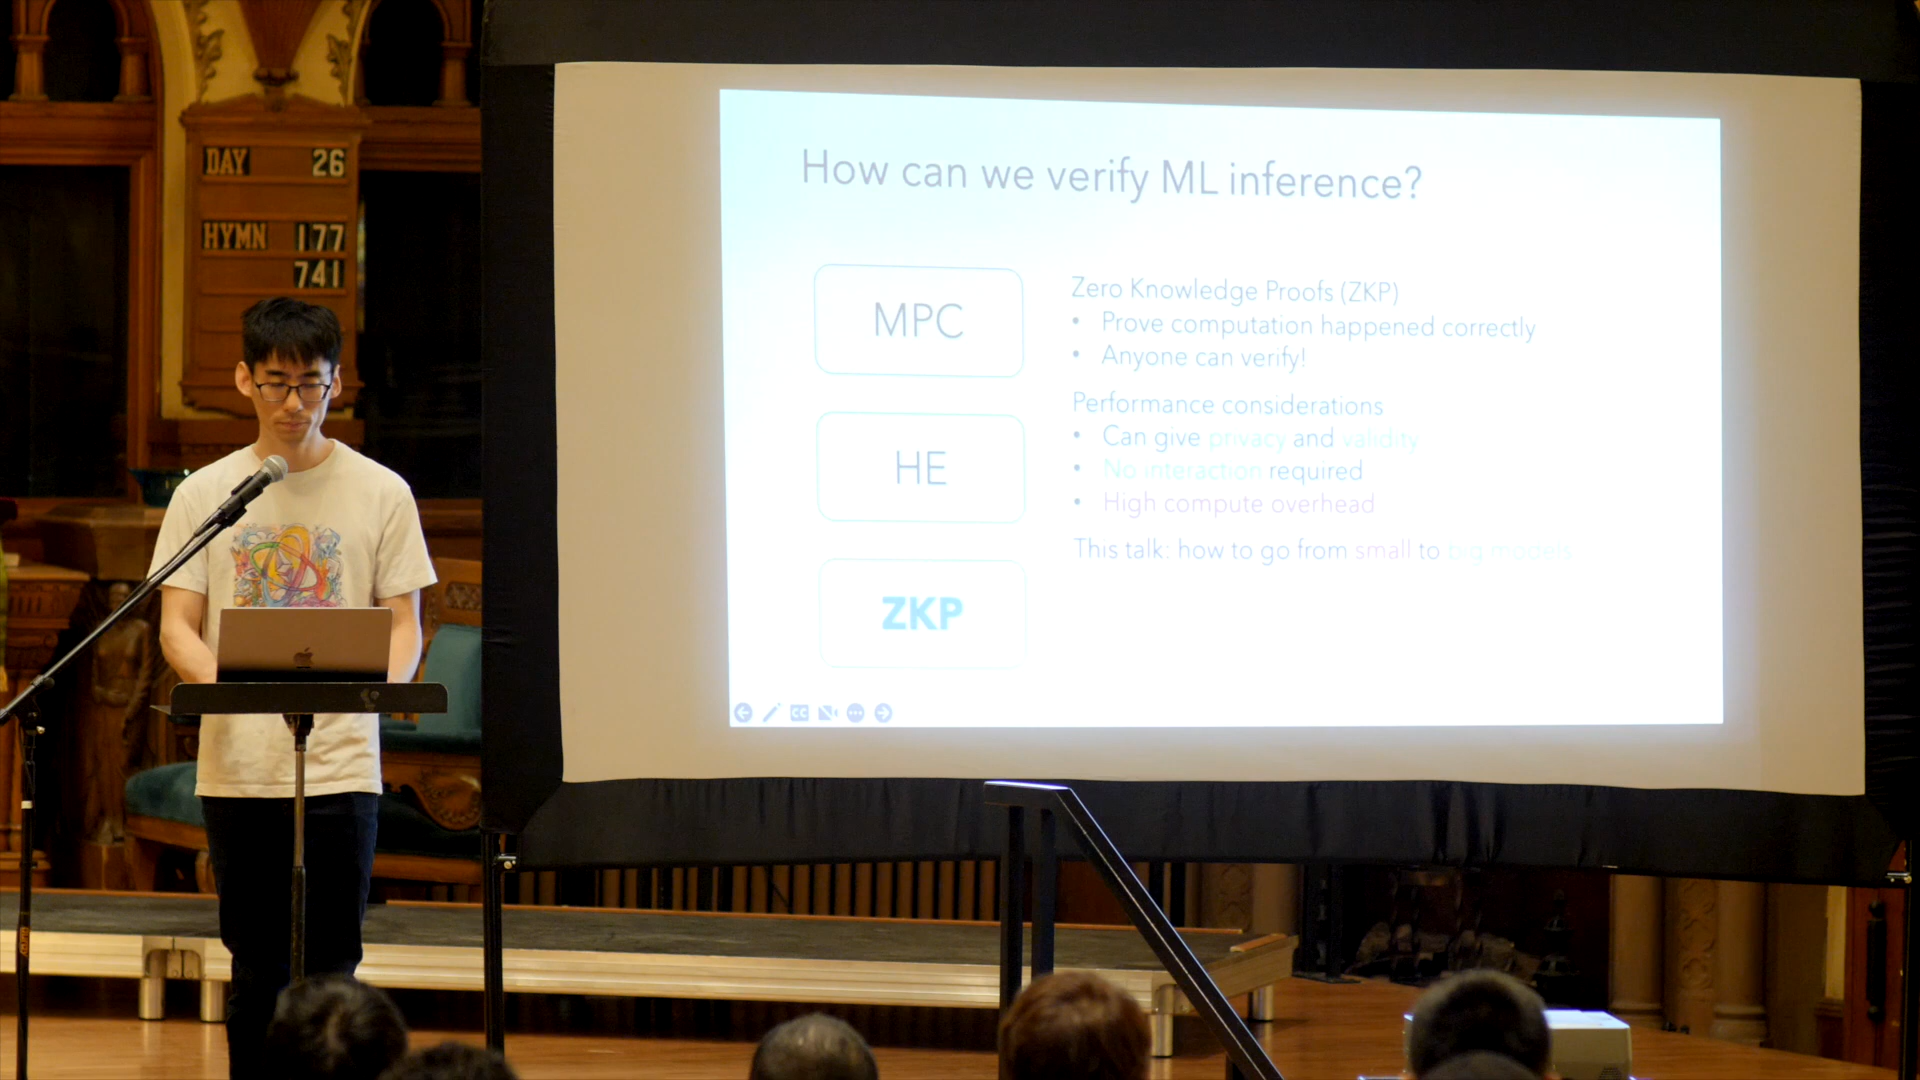 DAY 26
HYMN 177
741
How can we verify ML inference?
MPC
HE
ZKP
Zero Knowledge Proofs (ZKP)
• Prove computation happened correctly
• Anyone can verify!
Performance considerations
• Can give privacy and validity
• No interaction required
• High compute overhead
This talk: how to go from small to big models
CC